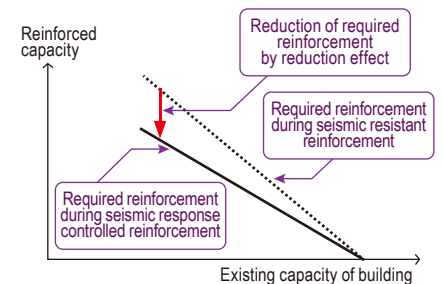 Reinforced
capacity
Reduction of required
reinforcement
by reduction effect
Required reinforcement
during seismic resistant
reinforcement
Required reinforcement
during seismic response
controlled reinforcement
Existing capacity of building